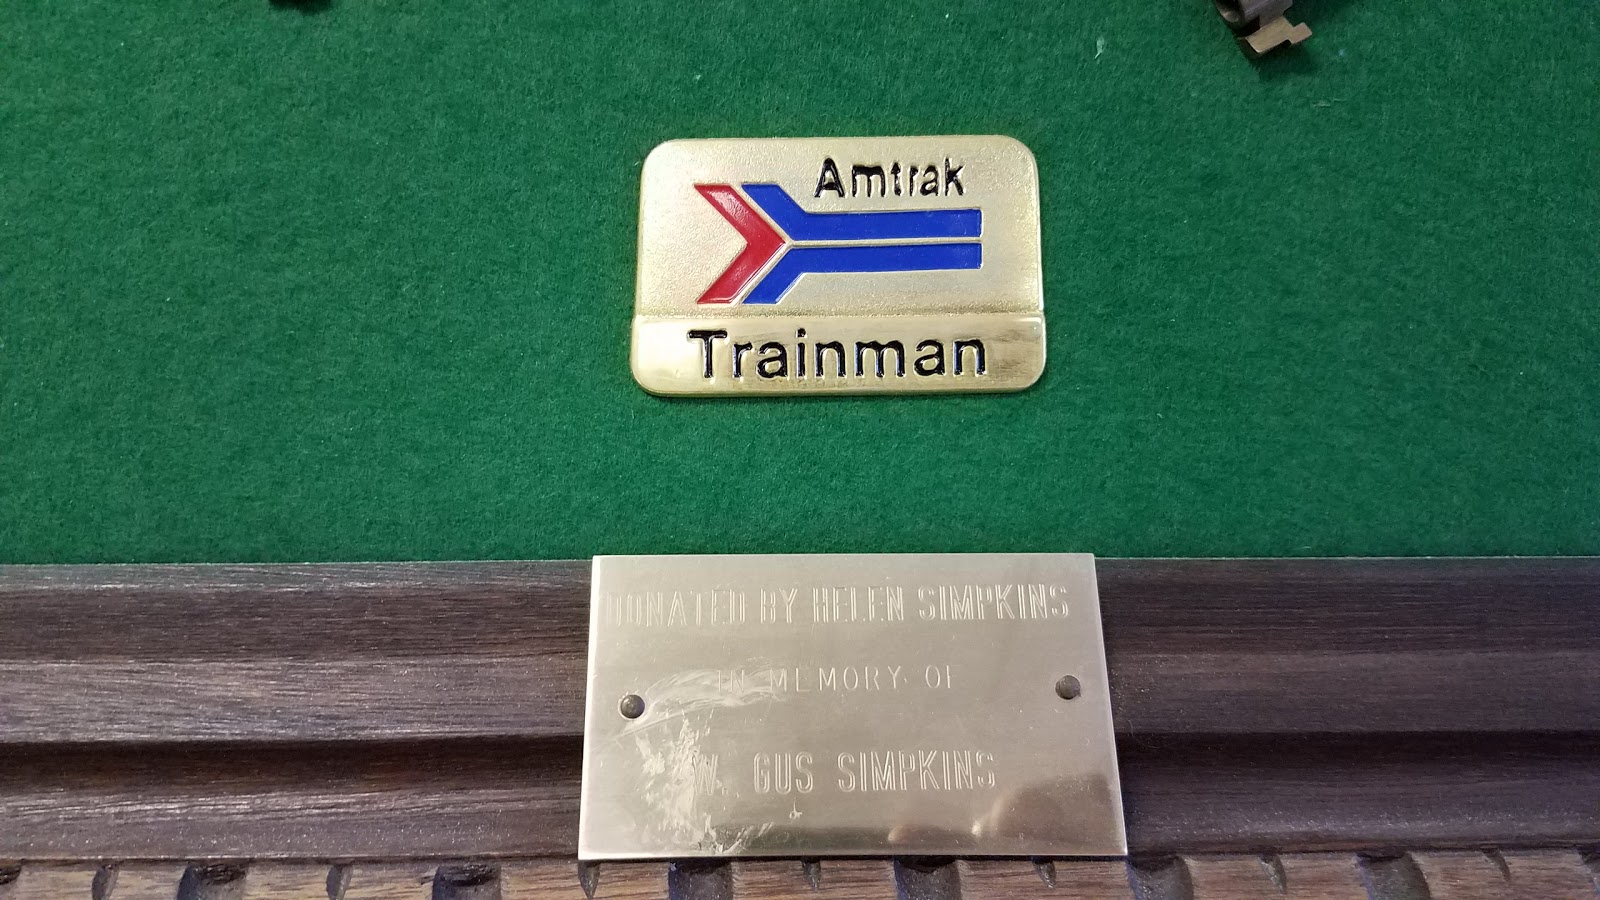 Amtrak
Trainman
DONATED BY HELEN SIMPKINS
IN MEMORY OF
W. GUS SIMPKINS